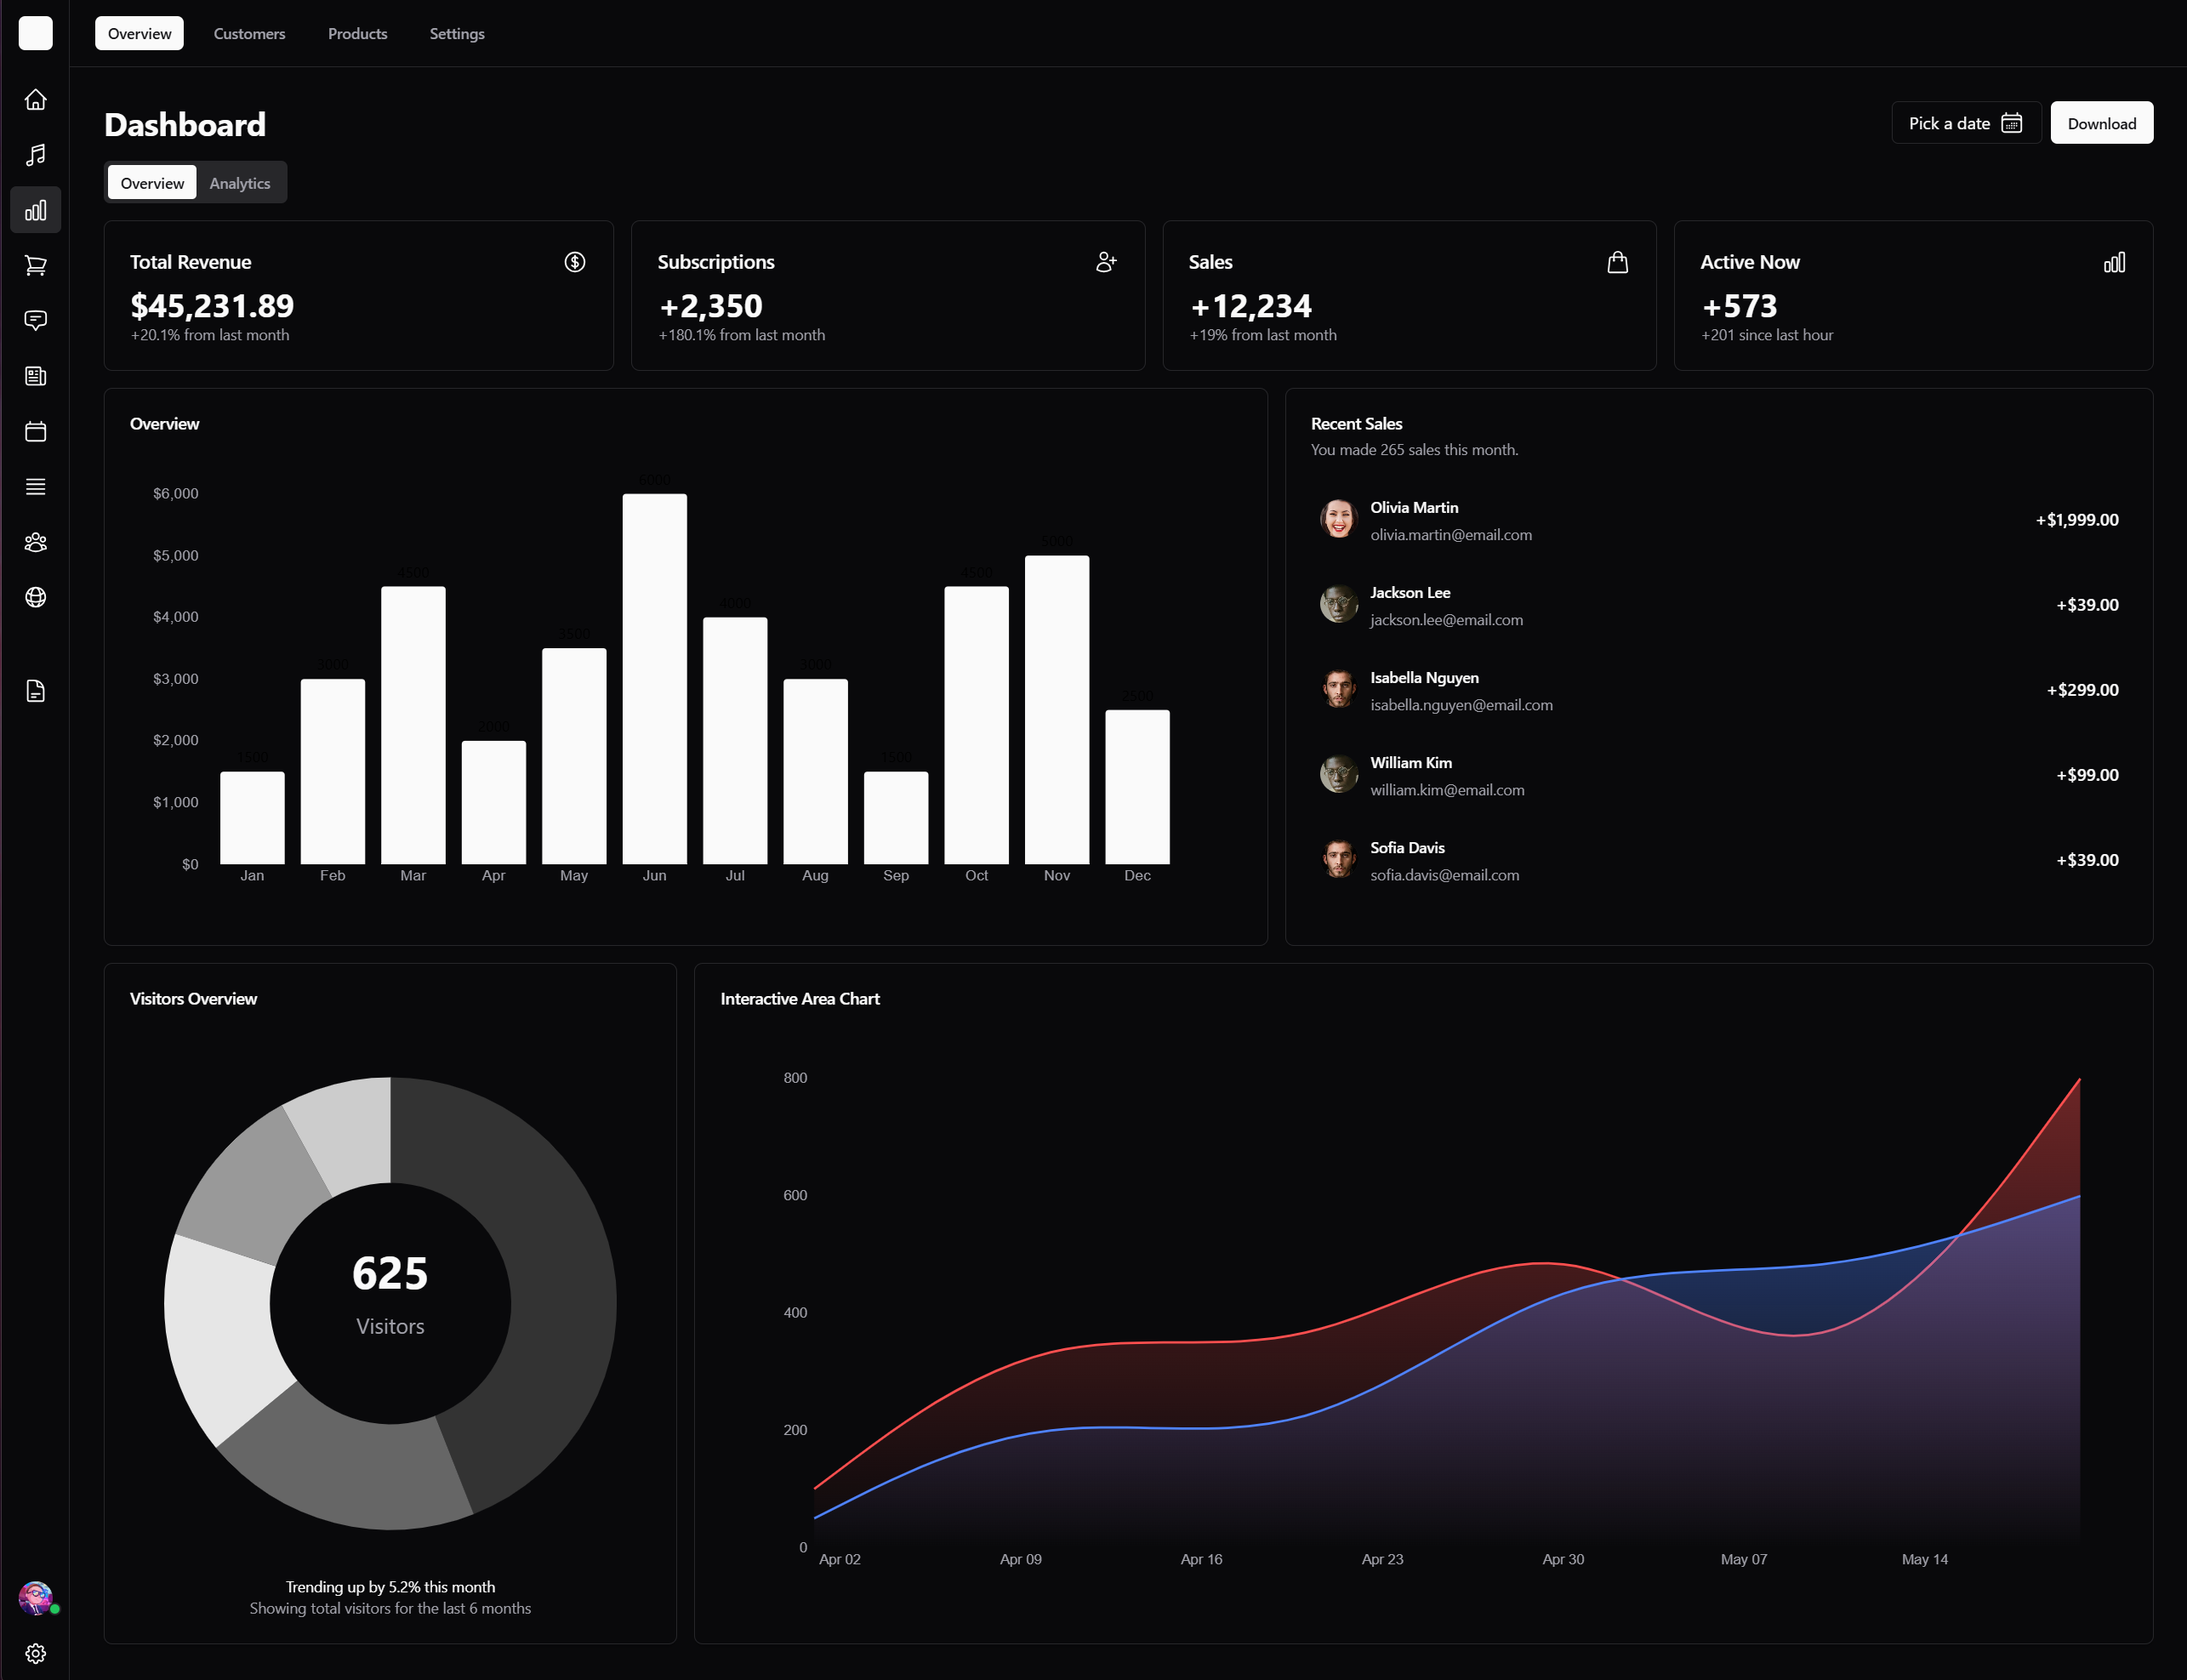 Overview
Customers
Products
Settings
Dashboard
Pick a date
Download
Overview
Analytics
Total Revenue
$45,231.89
+20.1% from last month
Subscriptions
+2,350
+180.1% from last month
Sales
+12,234
+19% from last month
Active Now
+573
+201 since last hour
Overview
$6,000
$5,000
$4,000
$3,000
$2,000
$1,000
$0
1500
3000
4500
2000
3500
6000
4000
3000
1500
4500
5000
2500
Jan
Feb
Mar
Apr
May
Jun
Jul
Aug
Sep
Oct
Nov
Dec
Recent Sales
You made 265 sales this month.
Olivia Martin
olivia.martin@email.com
+$1,999.00
Jackson Lee
jackson.lee@email.com
+$39.00
Isabella Nguyen
isabella.nguyen@email.com
+$299.00
William Kim
william.kim@email.com
+$99.00
Sofia Davis
sofia.davis@email.com
+$39.00
Visitors Overview
625
Visitors
Trending up by 5.2% this month
Showing total visitors for the last 6 months
Interactive Area Chart
800
600
400
200
0
Apr 02
Apr 09
Apr 16
Apr 23
Apr 30
May 07
May 14